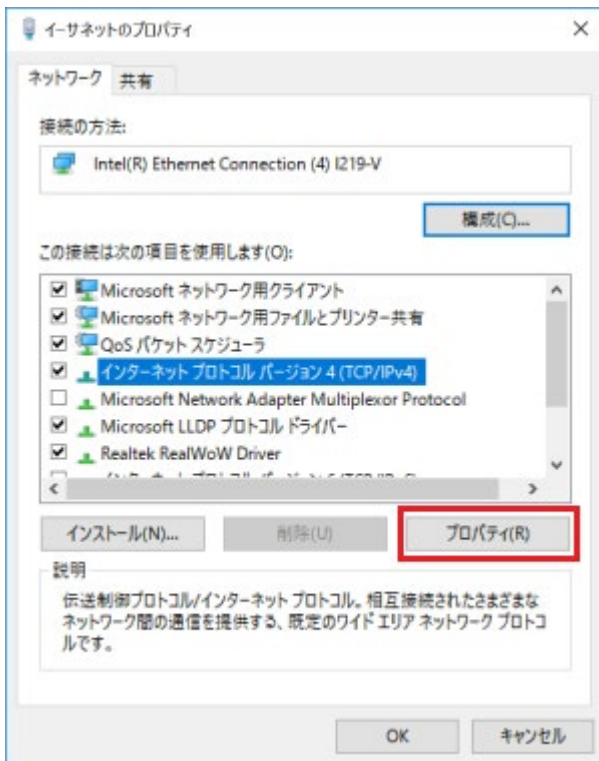 イーサネットのプロパティ
ネットワーク 共有
接続の方法:
Intel(R) Ethernet Connection (4) I219-V
構成(C)...
この接続は次の項目を使用します(O):
Microsoft ネットワーク用クライアント
Microsoft ネットワーク用ファイルとプリンター共有
QoS パケット スケジューラ
インターネット プロトコル バージョン 4 (TCP/IPv4)
Microsoft Network Adapter Multiplexor Protocol
Microsoft LLDP プロトコル ドライバー
Realtek RealWoW Driver
インストール(N)... 削除(U) プロパティ(R)
説明
伝送制御プロトコル/インターネット プロトコル。相互接続されたさまざまな
ネットワーク間の通信を提供する、既定のワイド エリア ネットワーク プロトコ
ルです。
OK キャンセル